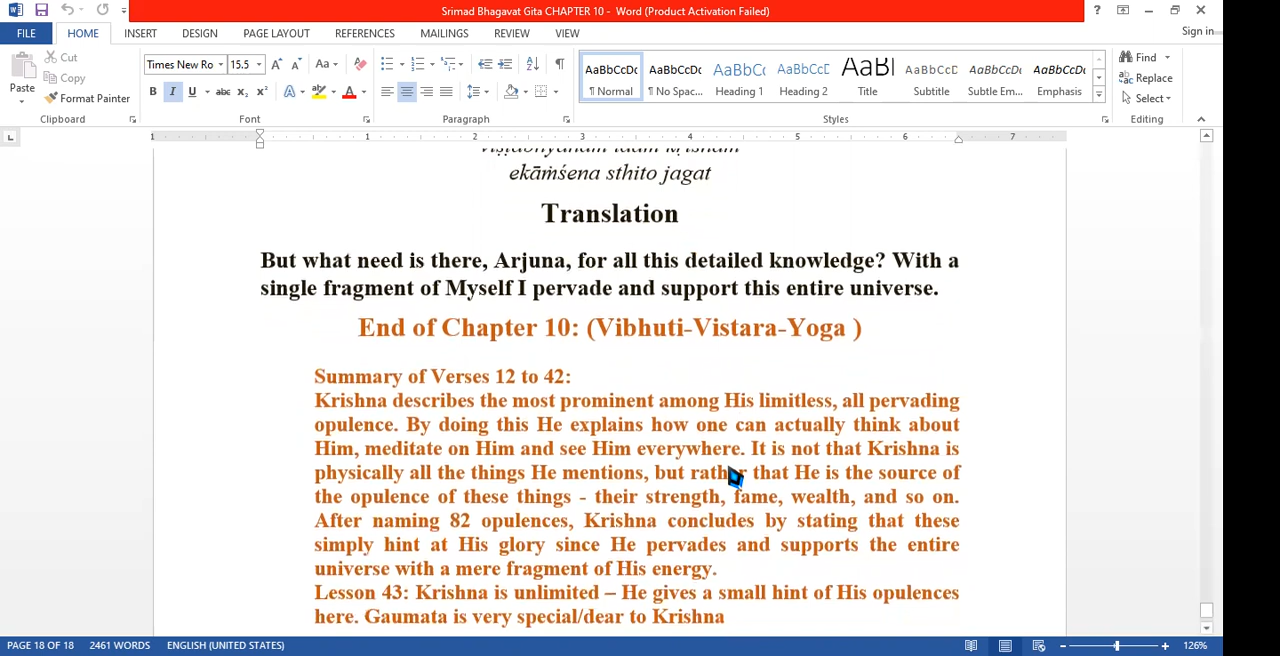 Srimad Bhagavat Gita CHAPTER 10 - Word (Product Activation Failed)
FILE HOME INSERT DESIGN PAGE LAYOUT REFERENCES MAILINGS REVIEW VIEW Sign in
Paste
Cut
Copy
Format Painter
Clipboard
Times New Ro 15.5
Font
Paragraph
AaBbCcDc AaBbCcDc AaBbC AaBbCcE AaBl AaBbCcD AaBbCcDc AaBbCcDc
¶ Normal ¶ No Spac... Heading 1 Heading 2 Title Subtitle Subtle Em... Emphasis
Styles
Find
Replace
Select
Editing
1 1 2 3 4 5 6 7
ekāṁśena sthito jagat
Translation
But what need is there, Arjuna, for all this detailed knowledge? With a
single fragment of Myself I pervade and support this entire universe.
End of Chapter 10: (Vibhuti-Vistara-Yoga )
Summary of Verses 12 to 42:
Krishna describes the most prominent among His limitless, all pervading
opulence. By doing this He explains how one can actually think about
Him, meditate on Him and see Him everywhere. It is not that Krishna is
physically all the things He mentions, but rather that He is the source of
the opulence of these things - their strength, fame, wealth, and so on.
After naming 82 opulences, Krishna concludes by stating that these
simply hint at His glory since He pervades and supports the entire
universe with a mere fragment of His energy.
Lesson 43: Krishna is unlimited – He gives a small hint of His opulences
here. Gaumata is very special/dear to Krishna
PAGE 18 OF 18 2461 WORDS ENGLISH (UNITED STATES) 126%